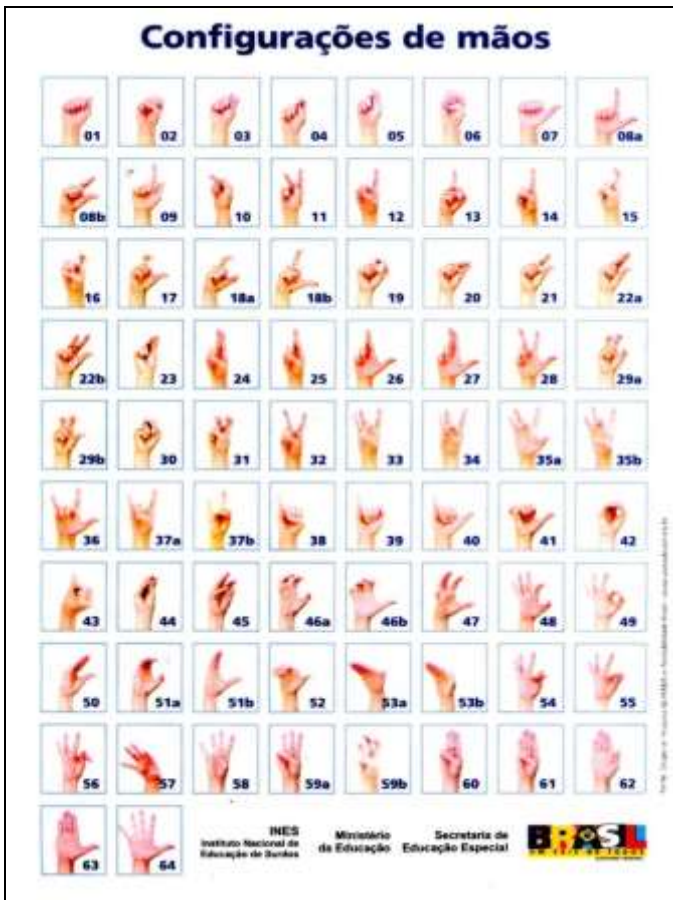 Configurações de mãos
01 02 03 04 05 06 07 08a
08b 09 10 11 12 13 14 15
16 17 18a 18b 19 20 21 22a
22b 23 24 25 26 27 28 29a
29b 30 31 32 33 34 35a 35b
36 37a 37b 38 39 40 41 42
43 44 45 46a 46b 47 48 49
50 51a 51b 52 53a 53b 54 55
56 57 58 59a 59b 60 61 62
63 64
INES
Instituto Nacional de
Educação de Surdos
Ministério
da Educação
Secretaria de
Educação Especial
BRASIL
UM PAÍS DE TODOS